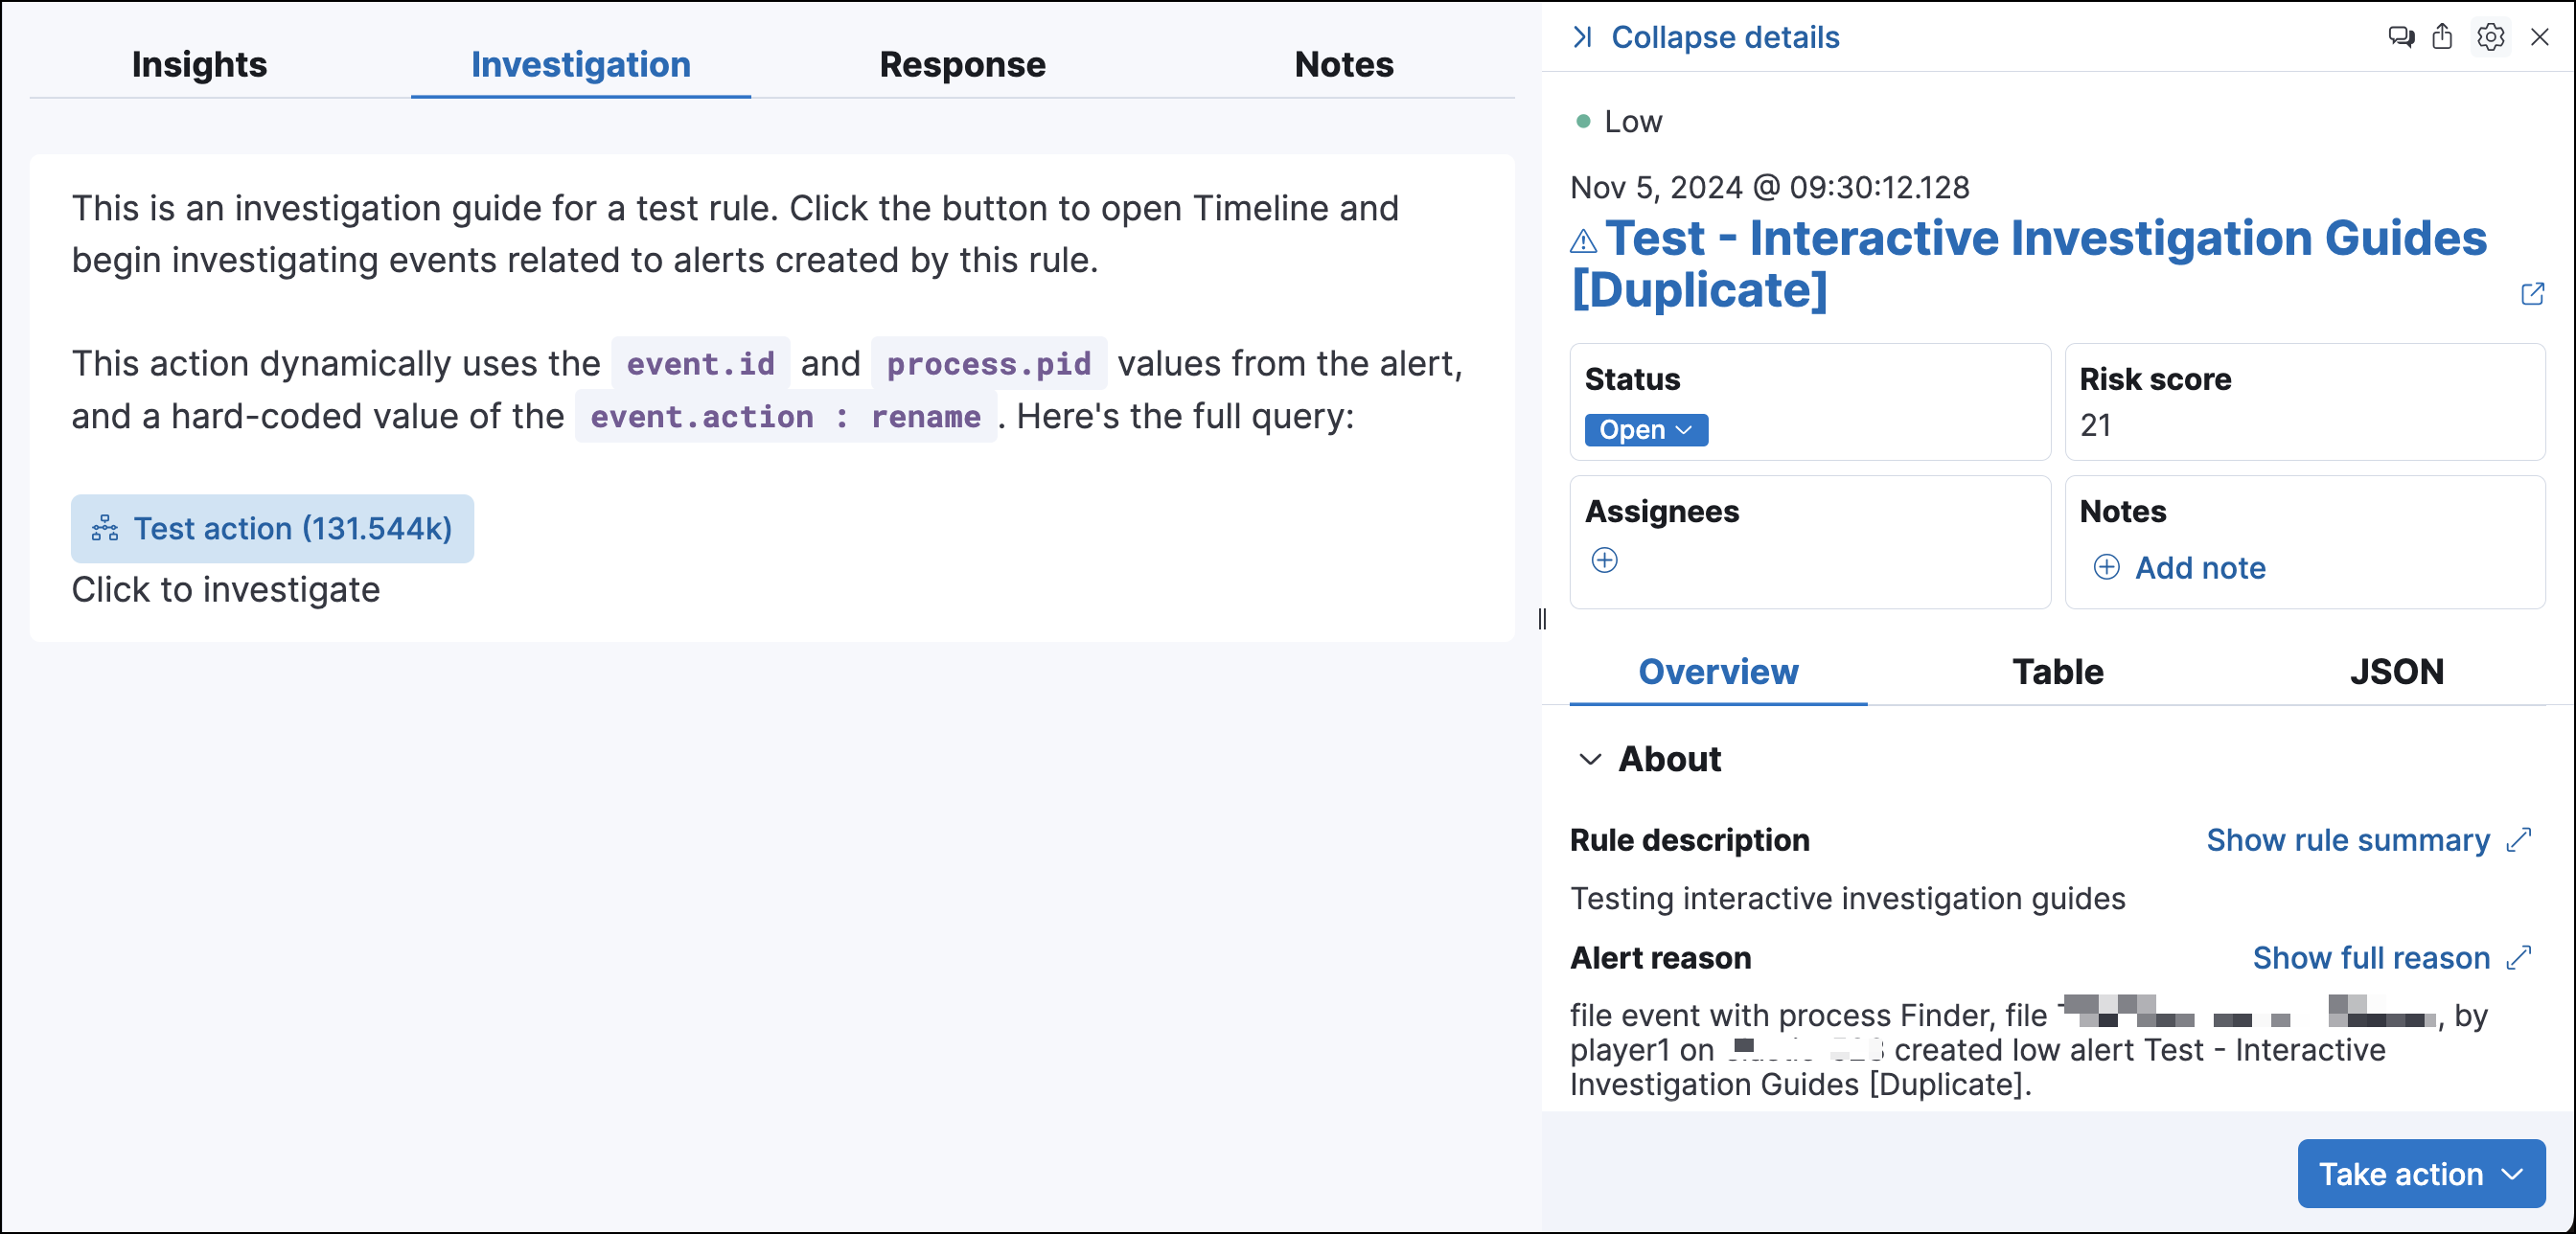 Insights
Investigation
Response
Notes
This is an investigation guide for a test rule. Click the button to open Timeline and
begin investigating events related to alerts created by this rule.
This action dynamically uses the event.id and process.pid values from the alert,
and a hard-coded value of the event.action : rename. Here's the full query:
Test action (131.544k)
Click to investigate
Collapse details
Low
Nov 5, 2024 @ 09:30:12.128
Test - Interactive Investigation Guides
[Duplicate]
Status
Open
Risk score
21
Assignees
Notes
Add note
Overview
Table
JSON
About
Rule description
Show rule summary
Testing interactive investigation guides
Alert reason
Show full reason
file event with process Finder, file , by
player1 on created low alert Test - Interactive
Investigation Guides [Duplicate].
Take action